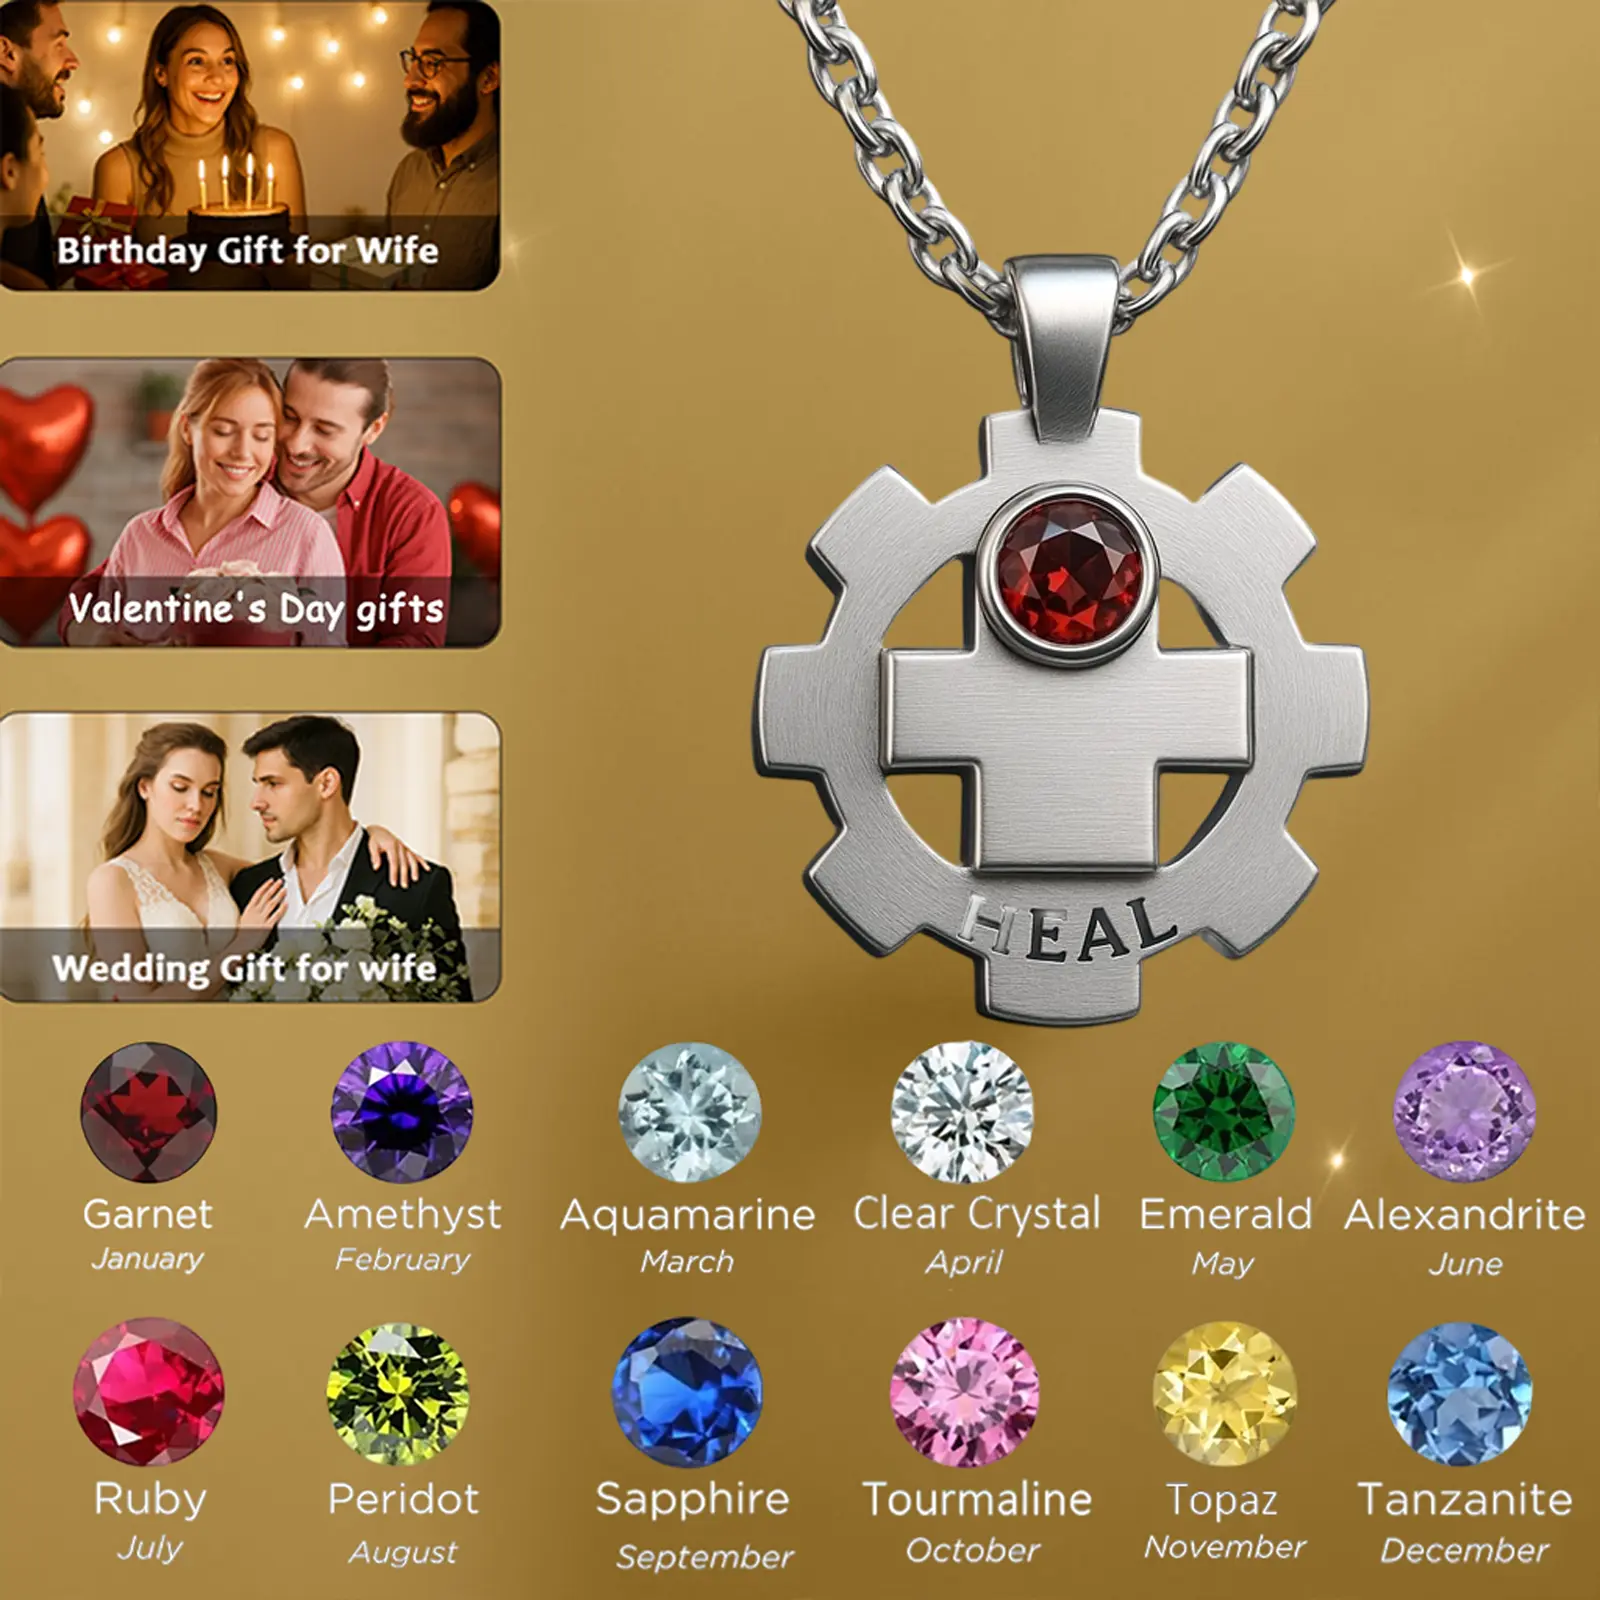 Birthday Gift for Wife
Valentine's Day gifts
Wedding Gift for wife
HEAL
Garnet
January
Amethyst
February
Aquamarine
March
Clear Crystal
April
Emerald
May
Alexandrite
June
Ruby
July
Peridot
August
Sapphire
September
Tourmaline
October
Topaz
November
Tanzanite
December